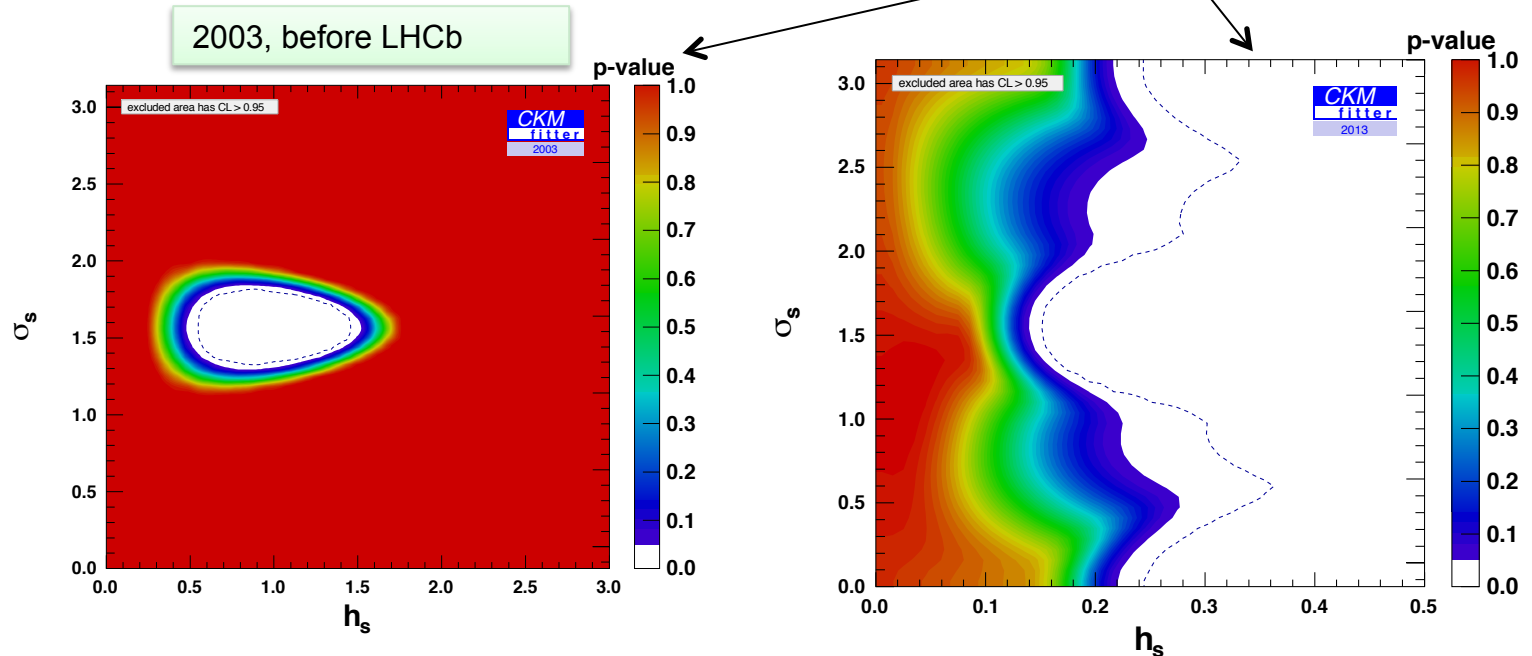 2003, before LHCb
p-value
excluded area has CL > 0.95
CKM
fitter
2003
3.0
2.5
2.0
1.5
1.0
0.5
0.0
σs
0.0 0.5 1.0 1.5 2.0 2.5 3.0
hs
1.0
0.9
0.8
0.7
0.6
0.5
0.4
0.3
0.2
0.1
0.0
p-value
excluded area has CL > 0.95
CKM
fitter
2013
3.0
2.5
2.0
1.5
1.0
0.5
0.0
σs
0.0 0.1 0.2 0.3 0.4 0.5
hs
1.0
0.9
0.8
0.7
0.6
0.5
0.4
0.3
0.2
0.1
0.0